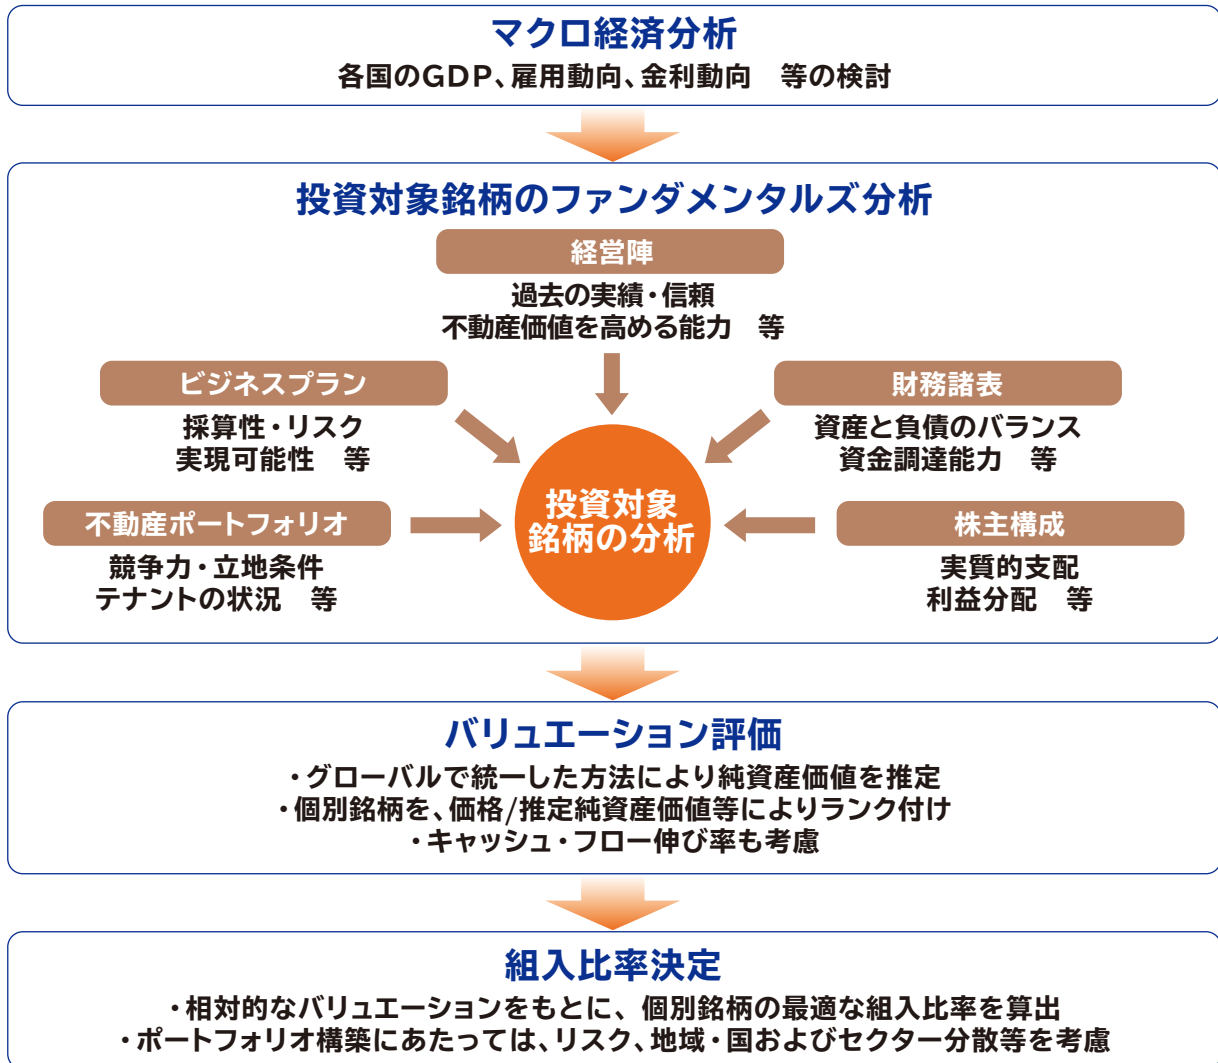 マクロ経済分析
各国のGDP、雇用動向、金利動向　等の検討
投資対象銘柄のファンダメンタルズ分析
経営陣
過去の実績・信頼
不動産価値を高める能力　等
ビジネスプラン
採算性・リスク
実現可能性　等
財務諸表
資産と負債のバランス
資金調達能力　等
不動産ポートフォリオ
競争力・立地条件
テナントの状況　等
投資対象
銘柄の分析
株主構成
実質的支配
利益分配　等
バリュエーション評価
・グローバルで統一した方法により純資産価値を推定
・個別銘柄を、価格/推定純資産価値等によりランク付け
・キャッシュ・フロー伸び率も考慮
組入比率決定
・相対的なバリュエーションをもとに、個別銘柄の最適な組入比率を算出
・ポートフォリオ構築にあたっては、リスク、地域・国およびセクター分散等を考慮